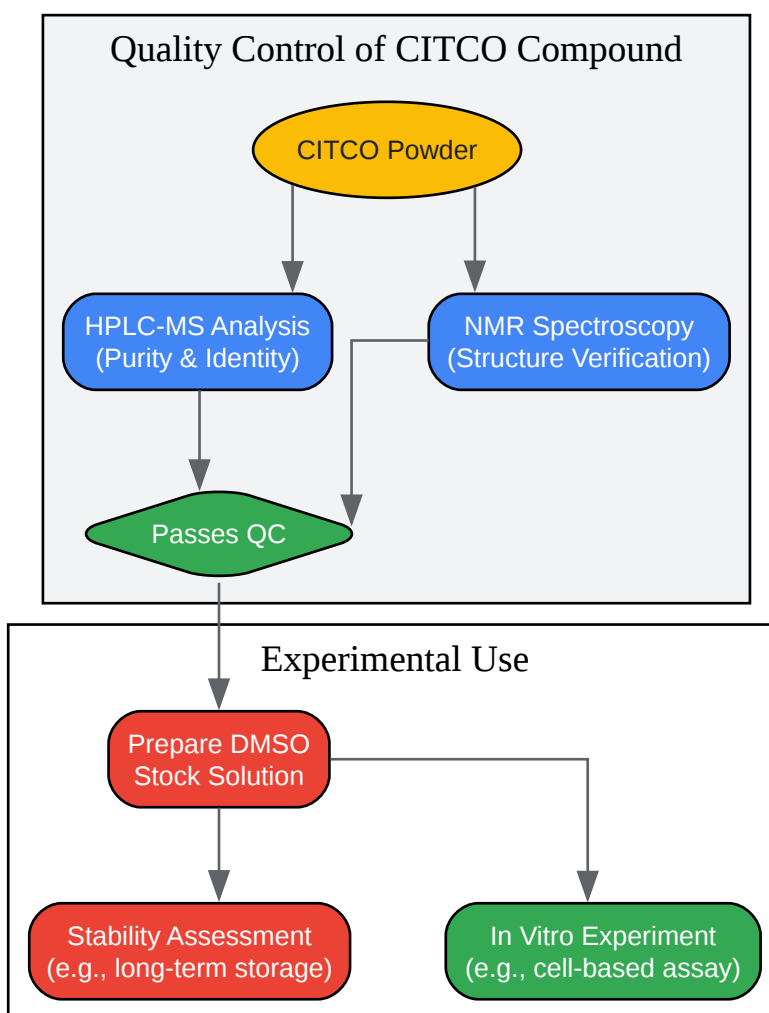 Quality Control of CITCO Compound
CITCO Powder
HPLC-MS Analysis
(Purity & Identity)
NMR Spectroscopy
(Structure Verification)
Passes QC
Experimental Use
Prepare DMSO
Stock Solution
Stability Assessment
(e.g., long-term storage)
In Vitro Experiment
(e.g., cell-based assay)